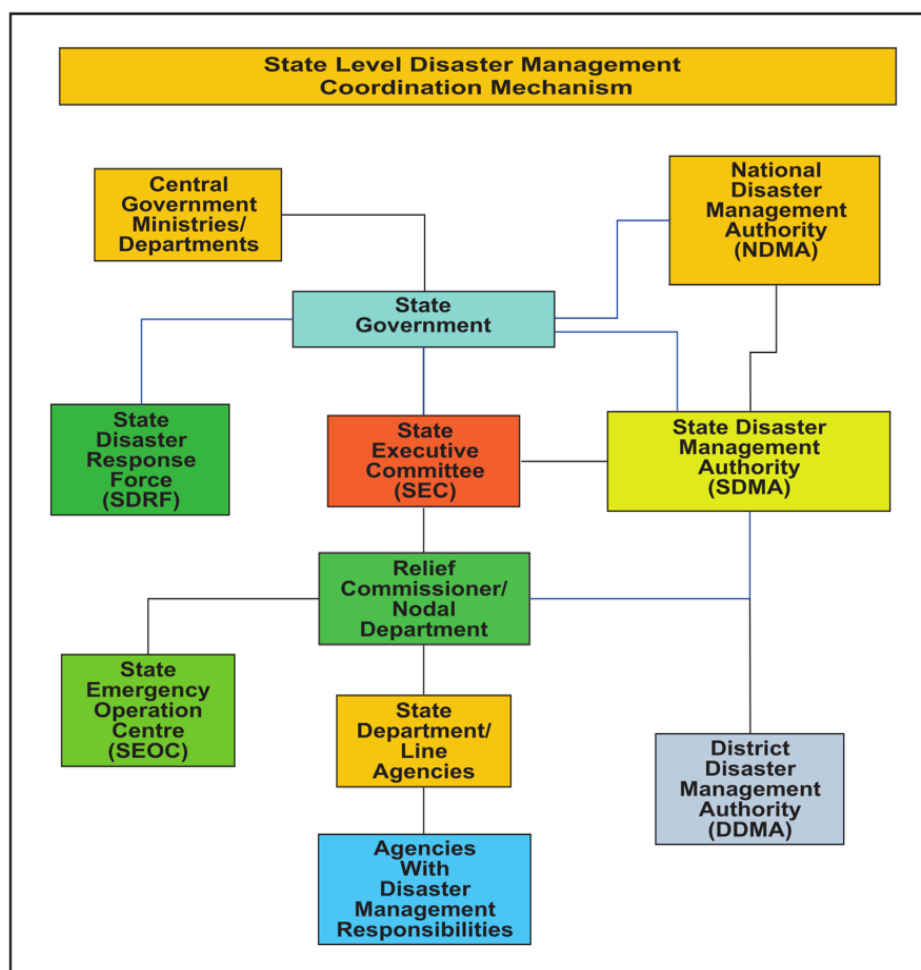 State Level Disaster Management
Coordination Mechanism
Central
Government
Ministries/
Departments
National
Disaster
Management
Authority
(NDMA)
State
Government
State
Disaster
Response
Force
(SDRF)
State
Executive
Committee
(SEC)
State Disaster
Management
Authority
(SDMA)
Relief
Commissioner/
Nodal
Department
State
Emergency
Operation
Centre
(SEOC)
State
Department/
Line
Agencies
District
Disaster
Management
Authority
(DDMA)
Agencies
With
Disaster
Management
Responsibilities